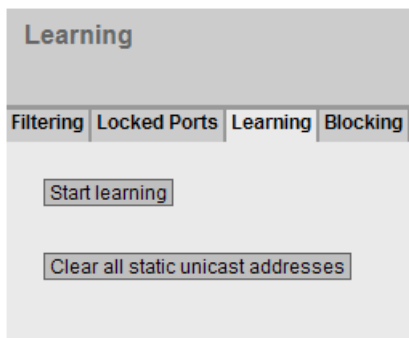 Learning
Filtering Locked Ports Learning Blocking
Start learning
Clear all static unicast addresses